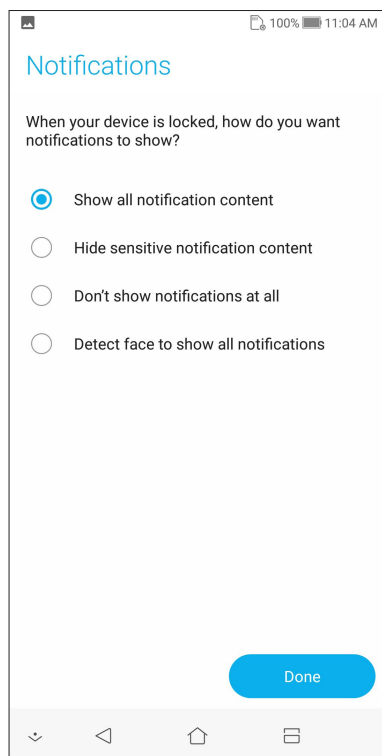 100% 11:04 AM
Notifications
When your device is locked, how do you want
notifications to show?
Show all notification content
Hide sensitive notification content
Don’t show notifications at all
Detect face to show all notifications
Done